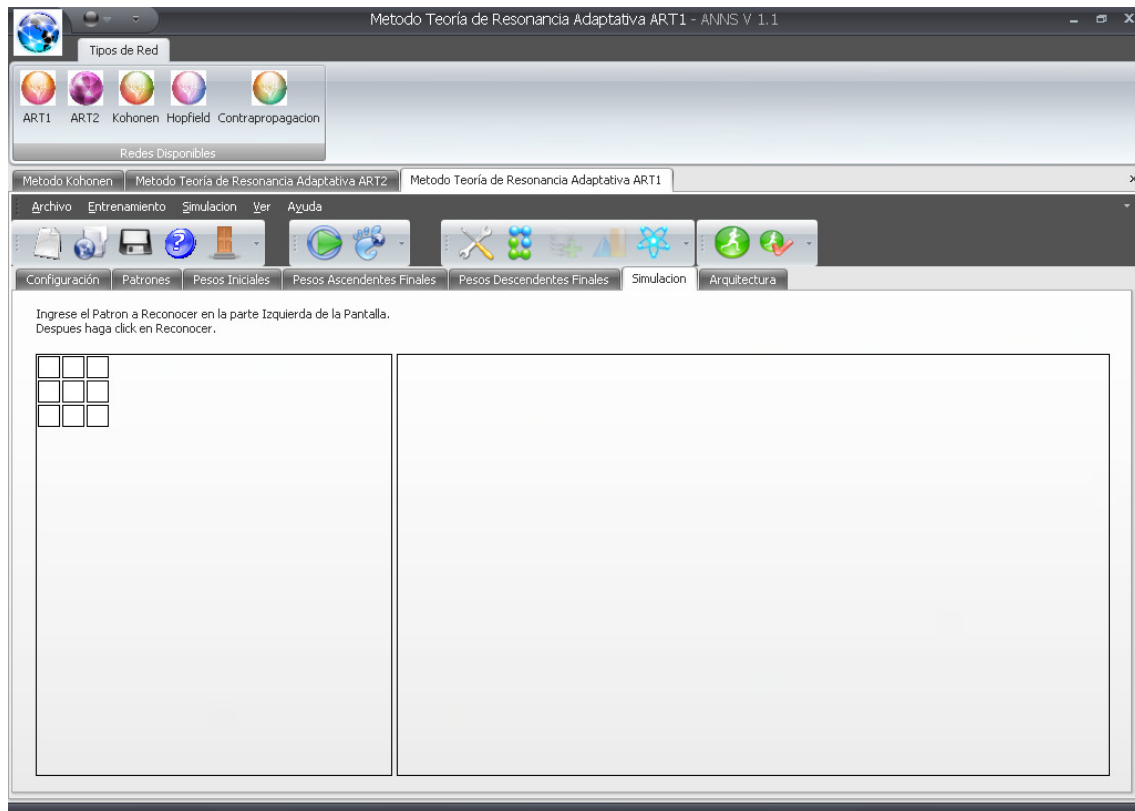 Metodo Teoría de Resonancia Adaptativa ART1 - ANNS V 1.1
Tipos de Red
ART1 ART2 Kohonen Hopfield Contrapropagacion
Redes Disponibles
Metodo Kohonen Metodo Teoría de Resonancia Adaptativa ART2 Metodo Teoría de Resonancia Adaptativa ART1
Archivo Entrenamiento Simulacion Ver Ayuda
Configuración Patrones Pesos Iniciales Pesos Ascendentes Finales Pesos Descendentes Finales Simulacion Arquitectura
Ingrese el Patron a Reconocer en la parte Izquierda de la Pantalla.
Despues haga click en Reconocer.